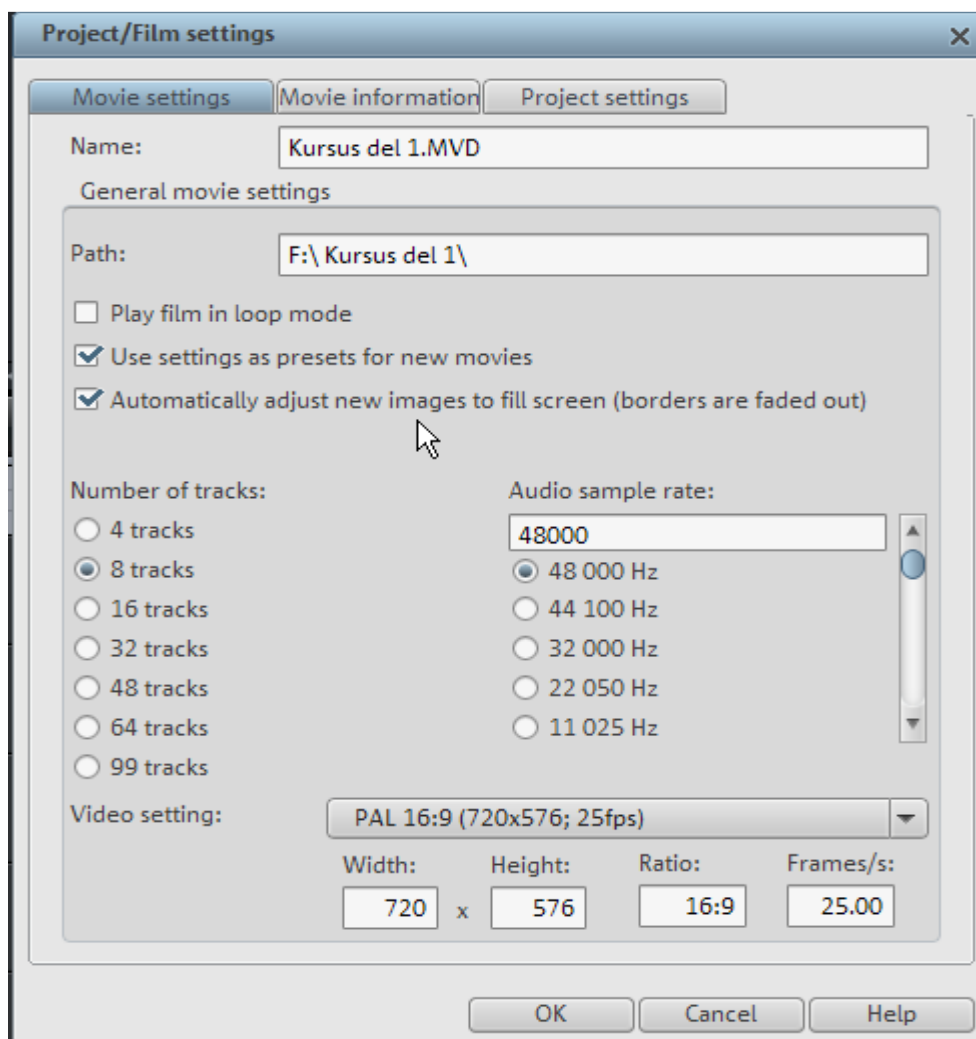 Project/Film settings
Movie settings Movie information Project settings
Name: Kursus del 1.MVD
General movie settings
Path: F:\ Kursus del 1\
Play film in loop mode
Use settings as presets for new movies
Automatically adjust new images to fill screen (borders are faded out)
Number of tracks:
4 tracks
8 tracks
16 tracks
32 tracks
48 tracks
64 tracks
99 tracks
Audio sample rate:
48000
48 000 Hz
44 100 Hz
32 000 Hz
22 050 Hz
11 025 Hz
Video setting: PAL 16:9 (720x576; 25fps)
Width: Height: Ratio: Frames/s:
720 x 576 16:9 25.00
OK Cancel Help